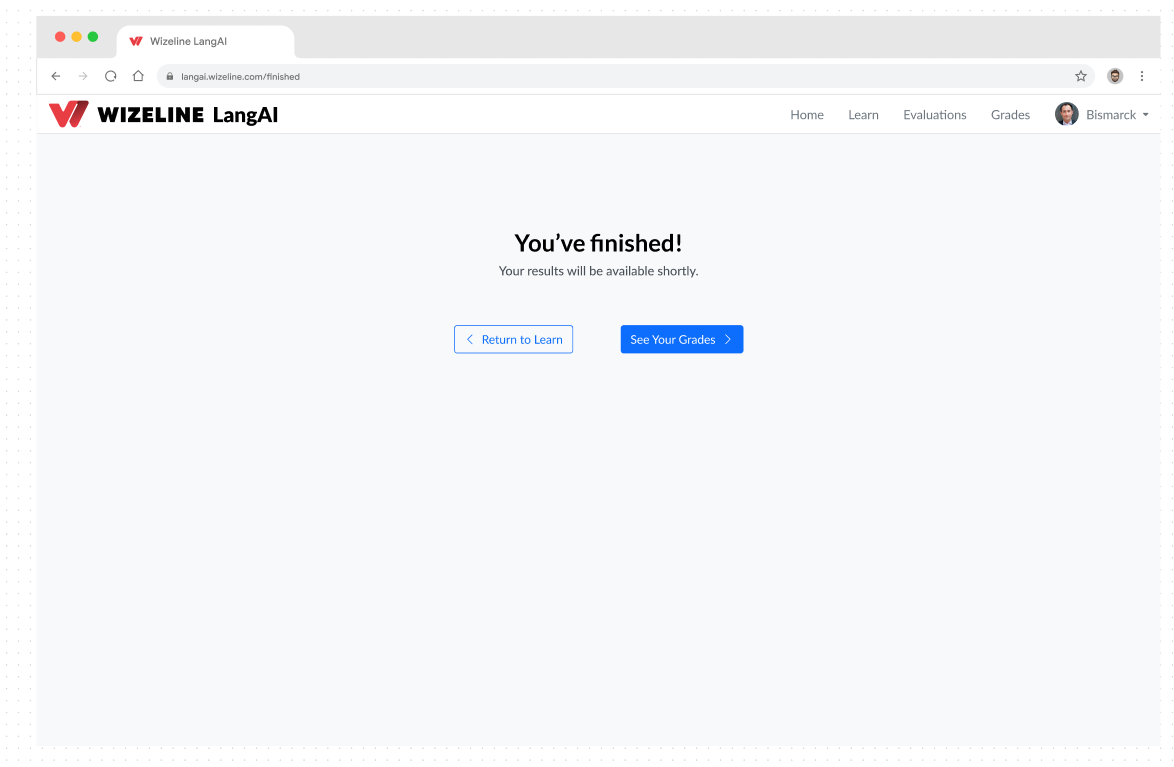 Wizeline LangAI
langai.wizeline.com/finished
WIZELINE LangAI
Home Learn Evaluations Grades Bismarck
You’ve finished!
Your results will be available shortly.
Return to Learn See Your Grades